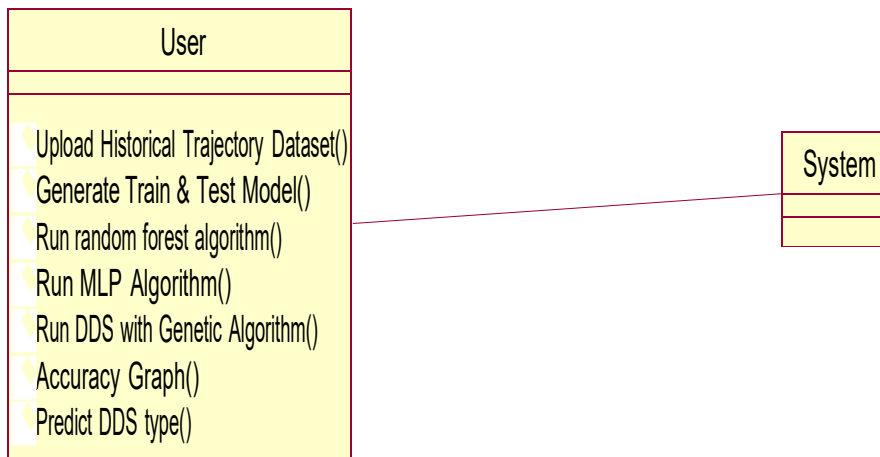 User
Upload Historical Trajectory Dataset()
Generate Train & Test Model()
Run random forest algorithm()
Run MLP Algorithm()
Run DDS with Genetic Algorithm()
Accuracy Graph()
Predict DDS type()
System